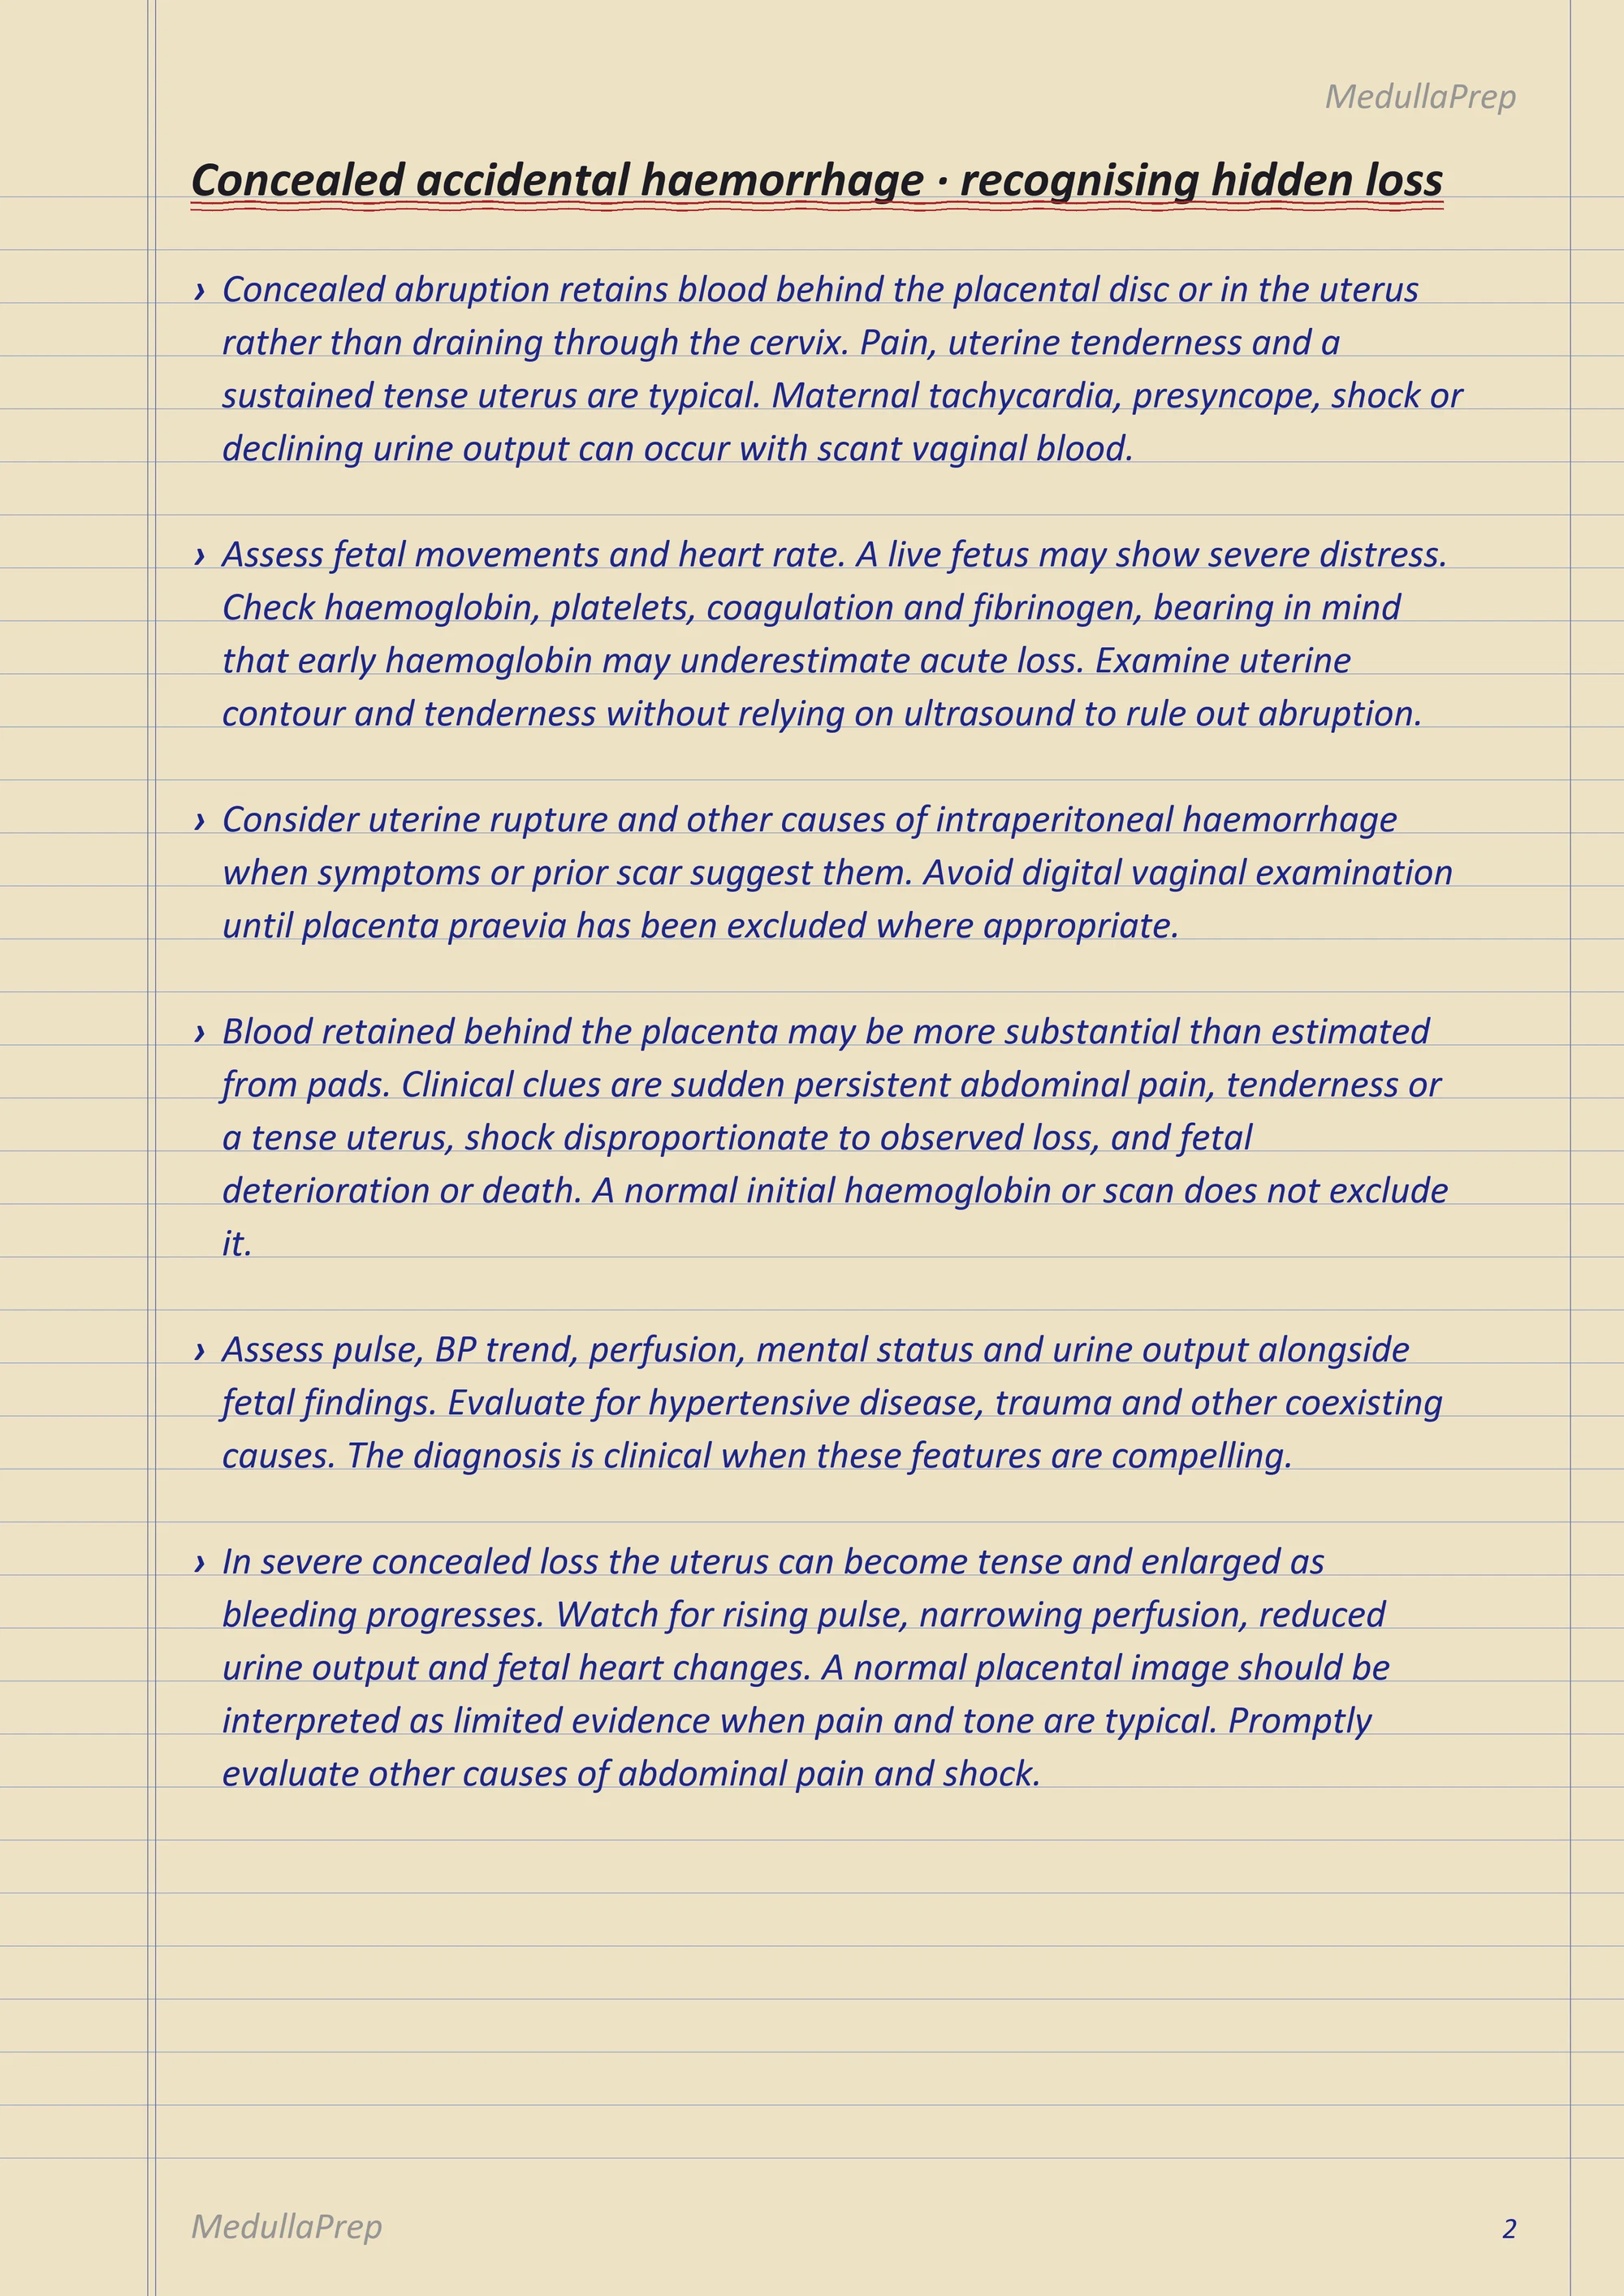 MedullaPrep
Concealed accidental haemorrhage · recognising hidden loss
› Concealed abruption retains blood behind the placental disc or in the uterus
rather than draining through the cervix. Pain, uterine tenderness and a
sustained tense uterus are typical. Maternal tachycardia, presyncope, shock or
declining urine output can occur with scant vaginal blood.
› Assess fetal movements and heart rate. A live fetus may show severe distress.
Check haemoglobin, platelets, coagulation and fibrinogen, bearing in mind
that early haemoglobin may underestimate acute loss. Examine uterine
contour and tenderness without relying on ultrasound to rule out abruption.
› Consider uterine rupture and other causes of intraperitoneal haemorrhage
when symptoms or prior scar suggest them. Avoid digital vaginal examination
until placenta praevia has been excluded where appropriate.
› Blood retained behind the placenta may be more substantial than estimated
from pads. Clinical clues are sudden persistent abdominal pain, tenderness or
a tense uterus, shock disproportionate to observed loss, and fetal
deterioration or death. A normal initial haemoglobin or scan does not exclude
it.
› Assess pulse, BP trend, perfusion, mental status and urine output alongside
fetal findings. Evaluate for hypertensive disease, trauma and other coexisting
causes. The diagnosis is clinical when these features are compelling.
› In severe concealed loss the uterus can become tense and enlarged as
bleeding progresses. Watch for rising pulse, narrowing perfusion, reduced
urine output and fetal heart changes. A normal placental image should be
interpreted as limited evidence when pain and tone are typical. Promptly
evaluate other causes of abdominal pain and shock.
MedullaPrep
2